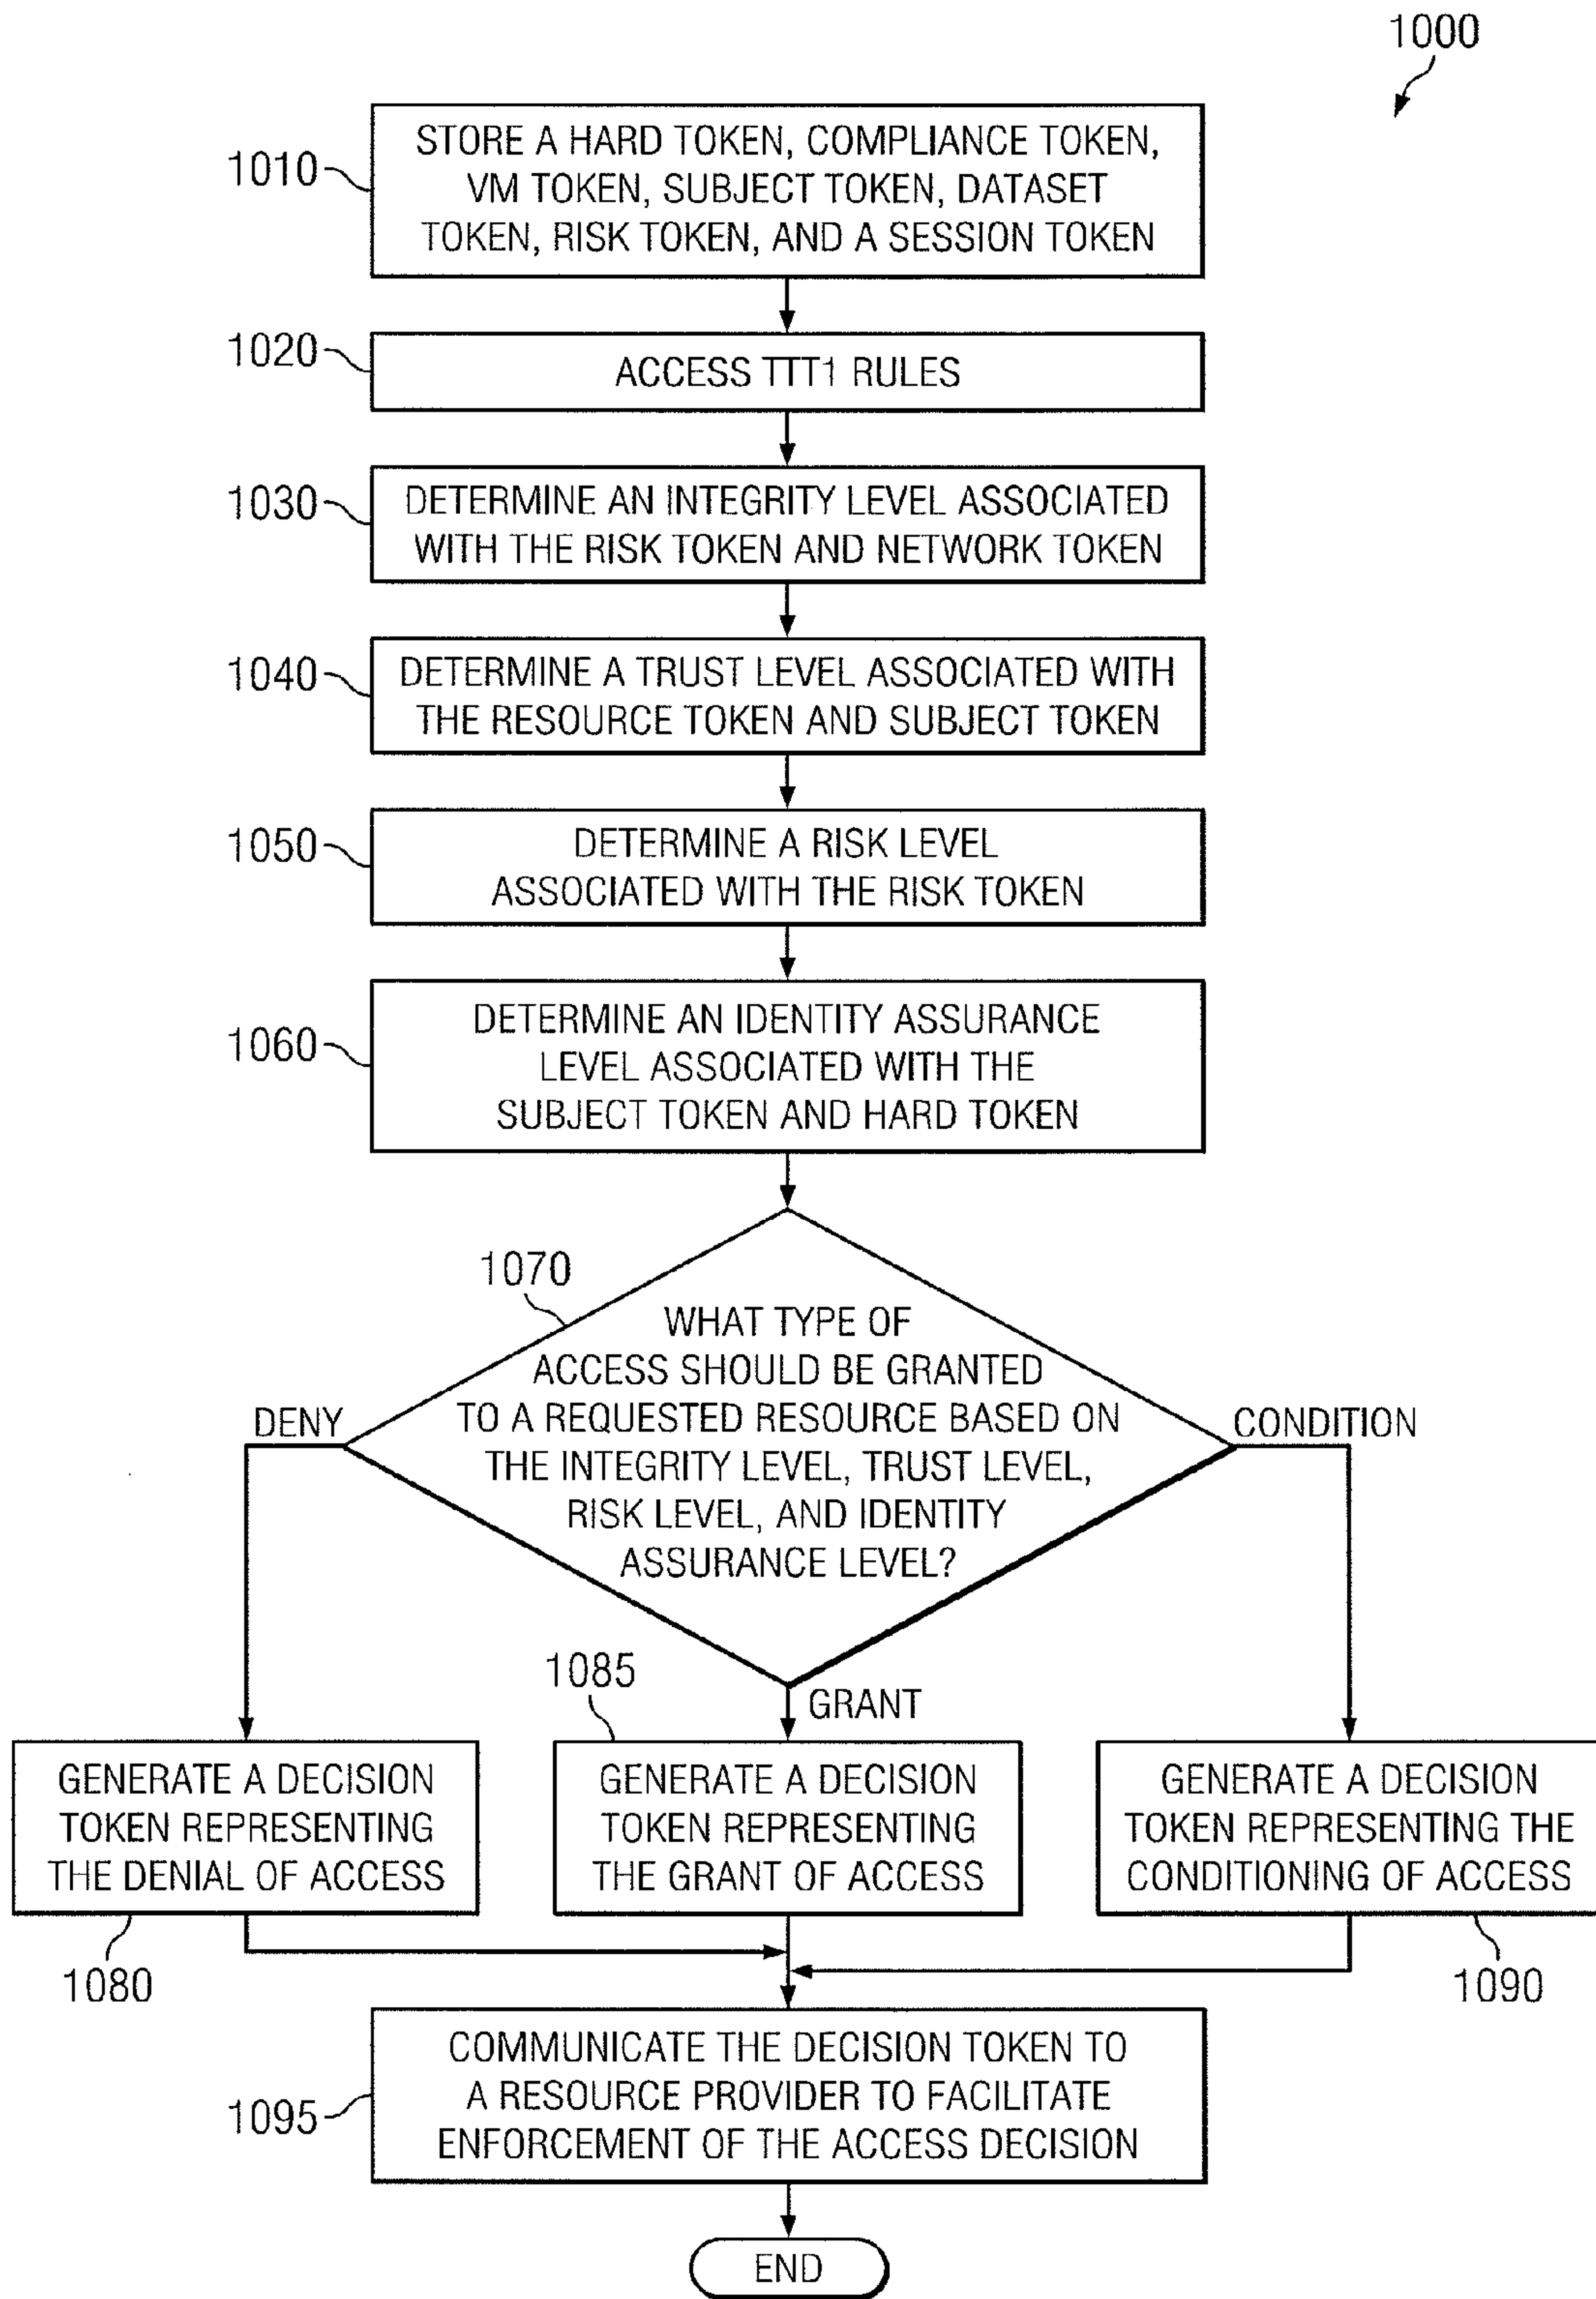 1000
1010
STORE A HARD TOKEN, COMPLIANCE TOKEN,
VM TOKEN, SUBJECT TOKEN, DATASET
TOKEN, RISK TOKEN, AND A SESSION TOKEN
1020
ACCESS TTT1 RULES
1030
DETERMINE AN INTEGRITY LEVEL ASSOCIATED
WITH THE RISK TOKEN AND NETWORK TOKEN
1040
DETERMINE A TRUST LEVEL ASSOCIATED WITH
THE RESOURCE TOKEN AND SUBJECT TOKEN
1050
DETERMINE A RISK LEVEL
ASSOCIATED WITH THE RISK TOKEN
1060
DETERMINE AN IDENTITY ASSURANCE
LEVEL ASSOCIATED WITH THE
SUBJECT TOKEN AND HARD TOKEN
1070
WHAT TYPE OF
ACCESS SHOULD BE GRANTED
TO A REQUESTED RESOURCE BASED ON
THE INTEGRITY LEVEL, TRUST LEVEL,
RISK LEVEL, AND IDENTITY
ASSURANCE LEVEL?
DENY
CONDITION
GRANT
GENERATE A DECISION
TOKEN REPRESENTING
THE DENIAL OF ACCESS
1080
1085
GENERATE A DECISION
TOKEN REPRESENTING
THE GRANT OF ACCESS
GENERATE A DECISION
TOKEN REPRESENTING THE
CONDITIONING OF ACCESS
1090
1095
COMMUNICATE THE DECISION TOKEN TO
A RESOURCE PROVIDER TO FACILITATE
ENFORCEMENT OF THE ACCESS DECISION
END